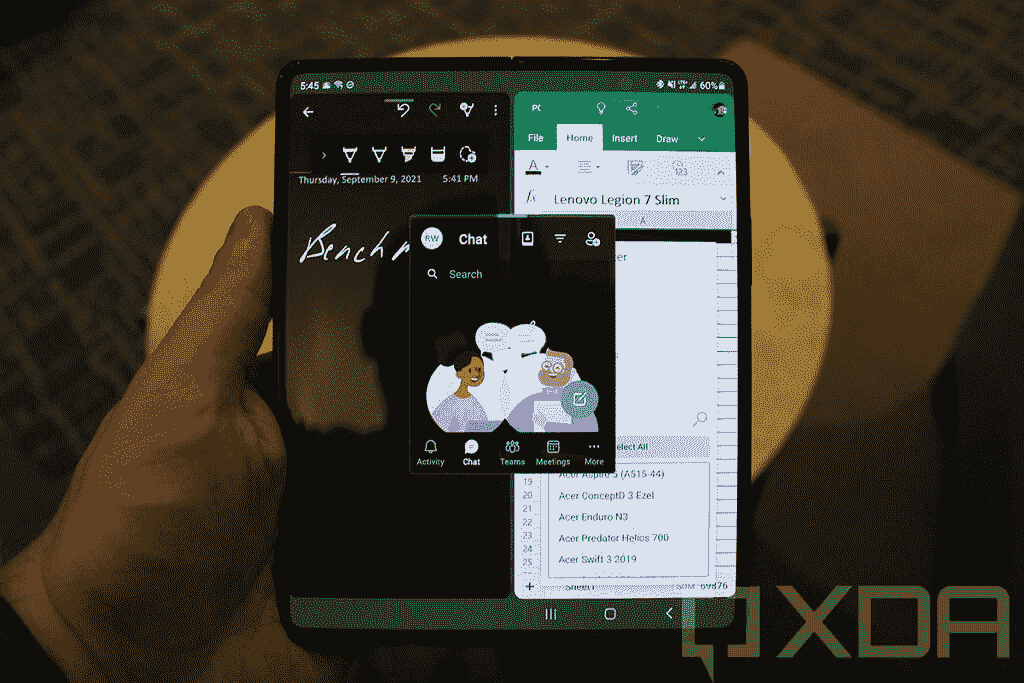 5:45
60%
PC
File Home Insert Draw
A
123
Thursday, September 9, 2021 5:41 PM
fx Lenovo Legion 7 Slim
A
Bench
RW Chat
Search
Activity Chat Teams Meetings More
Select All
19
20
21
22
23
24
25
Acer Aspire 5 (A515-44)
Acer ConceptD 3 Ezel
Acer Enduro N3
Acer Predator Helios 700
Acer Swift 3 2019
Sheet1
XDA